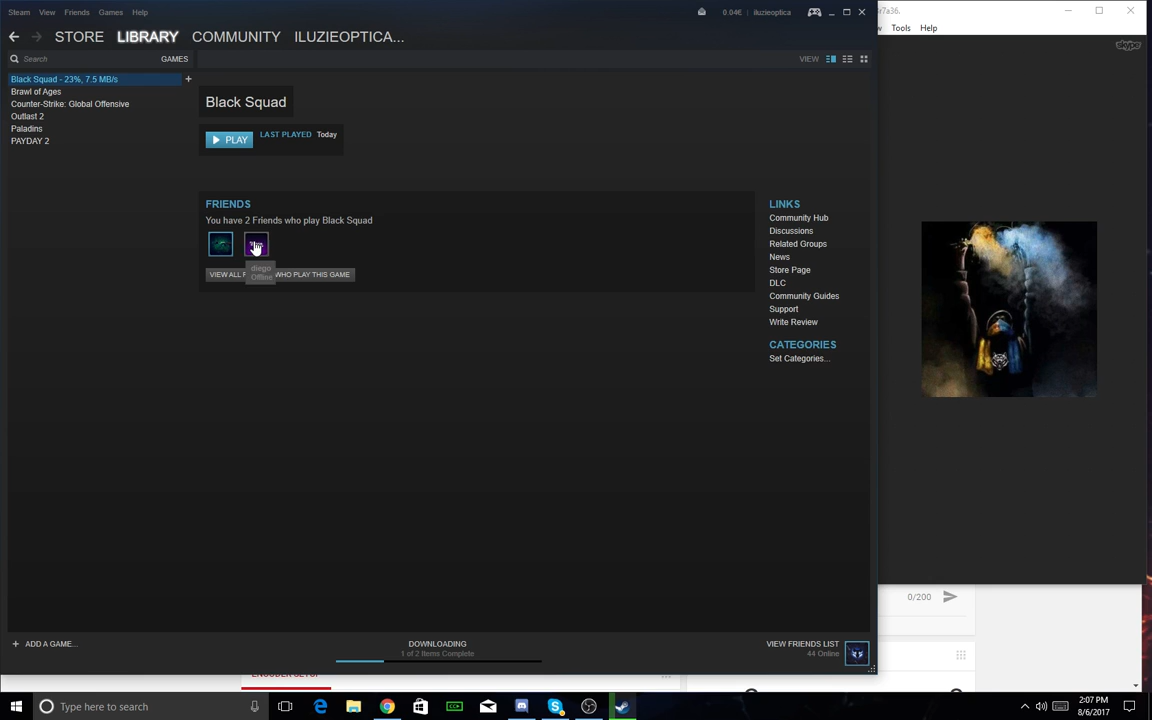 Steam View Friends Games Help
0.04€ iluzieoptica
Tools Help
skype
STORE LIBRARY COMMUNITY ILUZIEOPTICA...
Search GAMES
VIEW
Black Squad - 23%, 7.5 MB/s +
Brawl of Ages
Counter-Strike: Global Offensive
Outlast 2
Paladins
PAYDAY 2
Black Squad
PLAY LAST PLAYED Today
FRIENDS
You have 2 Friends who play Black Squad
diego
Offline
VIEW ALL WHO PLAY THIS GAME
LINKS
Community Hub
Discussions
Related Groups
News
Store Page
DLC
Community Guides
Support
Write Review
CATEGORIES
Set Categories...
0/200
+ ADD A GAME...
DOWNLOADING
1 of 2 Items Complete
VIEW FRIENDS LIST
44 Online
Type here to search
2:07 PM
8/6/2017